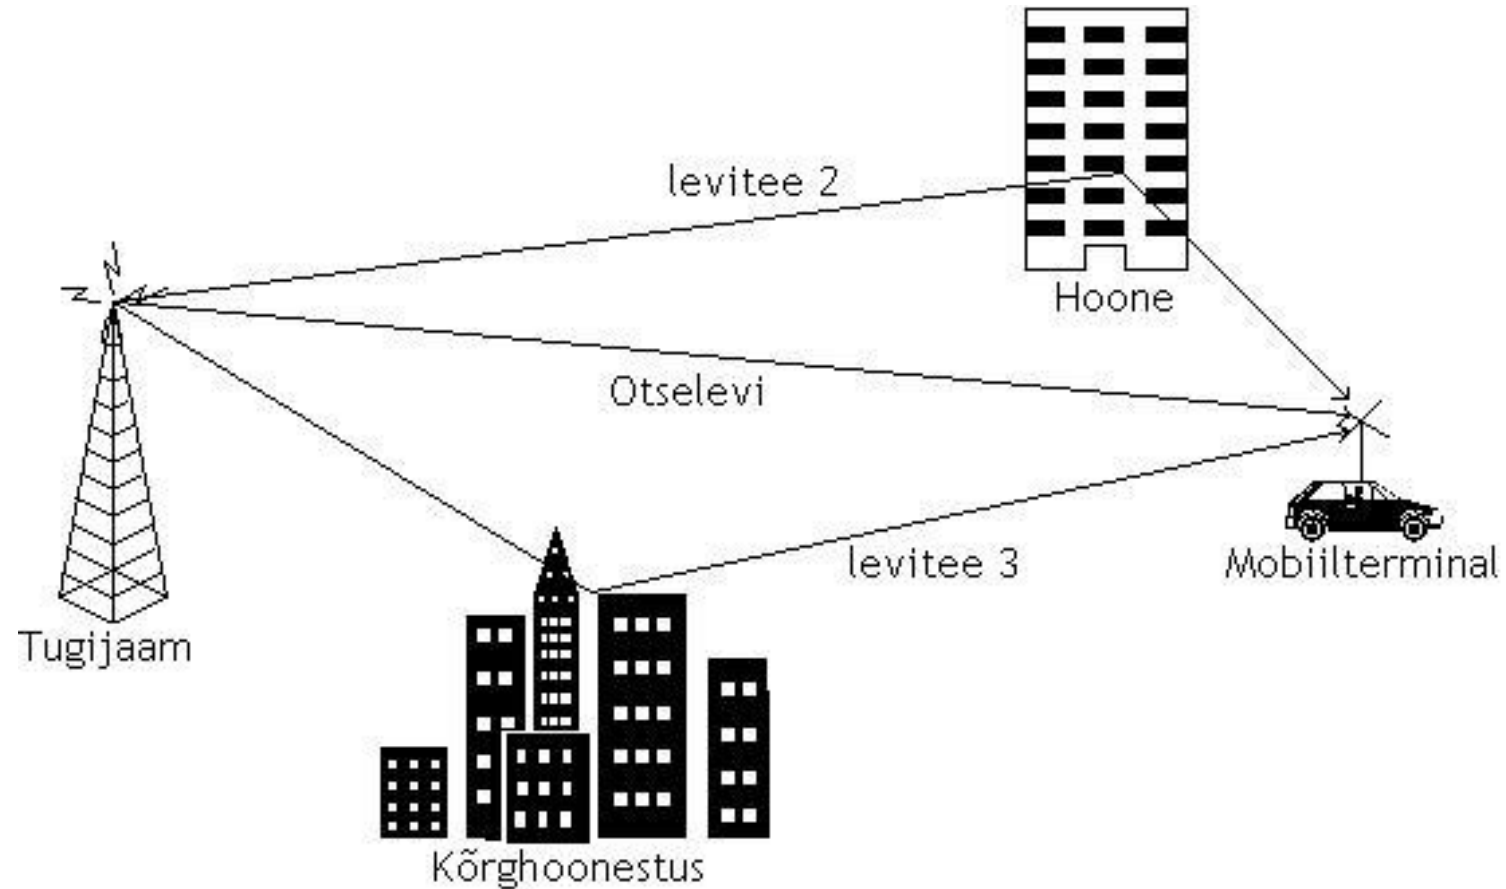 levitee 2
Hoone
Otselevi
levitee 3
Mobiilterminal
Tugijaam
Kõrghoonestus